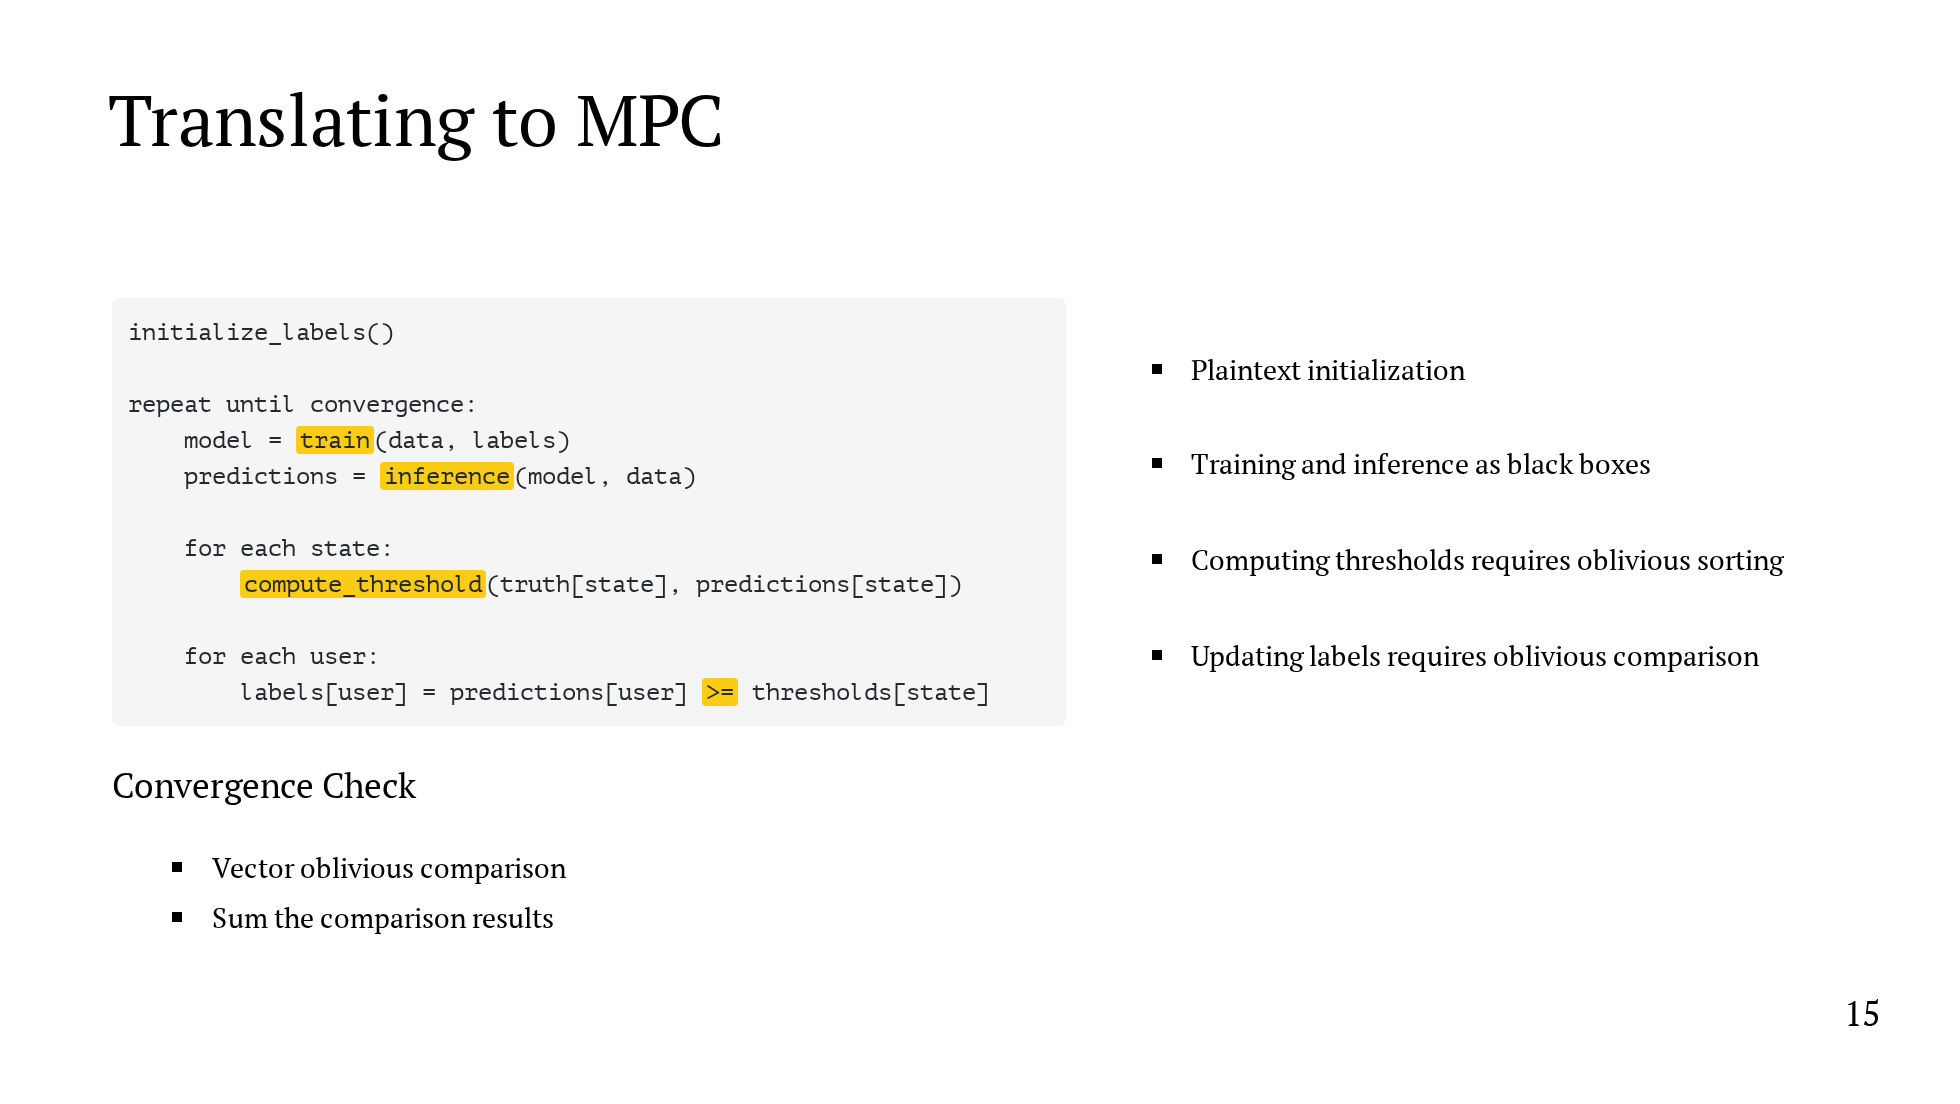 Translating to MPC
initialize_labels()
repeat until convergence:
    model = train(data, labels)
    predictions = inference(model, data)
    for each state:
        compute_threshold(truth[state], predictions[state])
    for each user:
        labels[user] = predictions[user] >= thresholds[state]
Convergence Check
▪ Vector oblivious comparison
▪ Sum the comparison results
▪ Plaintext initialization
▪ Training and inference as black boxes
▪ Computing thresholds requires oblivious sorting
▪ Updating labels requires oblivious comparison
15